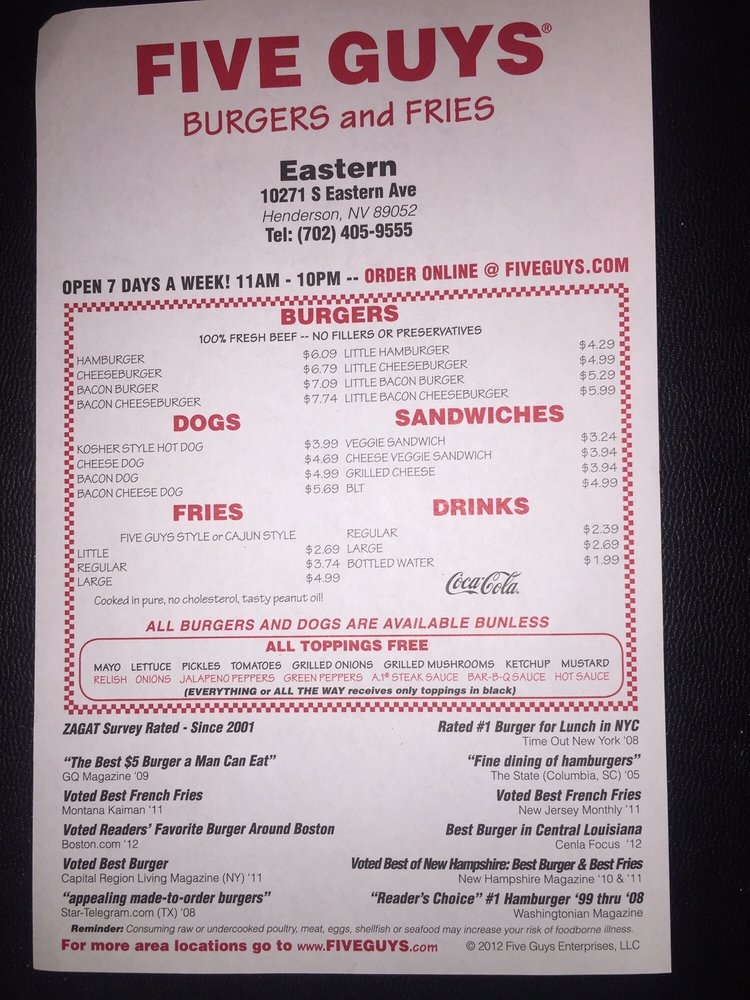 FIVE GUYS®
BURGERS and FRIES
Eastern
10271 S Eastern Ave
Henderson, NV 89052
Tel: (702) 405-9555
OPEN 7 DAYS A WEEK! 11AM - 10PM -- ORDER ONLINE @ FIVEGUYS.COM
BURGERS
100% FRESH BEEF -- NO FILLERS OR PRESERVATIVES
HAMBURGER $6.09 LITTLE HAMBURGER $4.29
CHEESEBURGER $6.79 LITTLE CHEESEBURGER $4.99
BACON BURGER $7.09 LITTLE BACON BURGER $5.29
BACON CHEESEBURGER $7.74 LITTLE BACON CHEESEBURGER $5.99
DOGS
KOSHER STYLE HOT DOG $3.99
CHEESE DOG $4.69
BACON DOG $4.99
BACON CHEESE DOG $5.69
SANDWICHES
VEGGIE SANDWICH $3.24
CHEESE VEGGIE SANDWICH $3.94
GRILLED CHEESE $3.94
BLT $4.99
FRIES
FIVE GUYS STYLE or CAJUN STYLE
LITTLE $2.69
REGULAR $3.74
LARGE $4.99
Cooked in pure, no cholesterol, tasty peanut oil!
DRINKS
REGULAR $2.39
LARGE $2.69
BOTTLED WATER $1.99
Coca-Cola
ALL BURGERS AND DOGS ARE AVAILABLE BUNLESS
ALL TOPPINGS FREE
MAYO LETTUCE PICKLES TOMATOES GRILLED ONIONS GRILLED MUSHROOMS KETCHUP MUSTARD
RELISH ONIONS JALAPENO PEPPERS GREEN PEPPERS A.1® STEAK SAUCE BAR-B-Q SAUCE HOT SAUCE
(EVERYTHING or ALL THE WAY receives only toppings in black)
ZAGAT Survey Rated - Since 2001
"The Best $5 Burger a Man Can Eat"
GQ Magazine '09
Voted Best French Fries
Montana Kaiman '11
Voted Readers' Favorite Burger Around Boston
Boston.com '12
Voted Best Burger
Capital Region Living Magazine (NY) '11
"appealing made-to-order burgers"
Star-Telegram.com (TX) '08
Rated #1 Burger for Lunch in NYC
Time Out New York '08
"Fine dining of hamburgers"
The State (Columbia, SC) '05
Voted Best French Fries
New Jersey Monthly '11
Best Burger in Central Louisiana
Cenla Focus '12
Voted Best of New Hampshire: Best Burger & Best Fries
New Hampshire Magazine '10 & '11
"Reader's Choice" #1 Hamburger '99 thru '08
Washingtonian Magazine
Reminder: Consuming raw or undercooked poultry, meat, eggs, shellfish or seafood may increase your risk of foodborne illness.
For more area locations go to www.FIVEGUYS.com © 2012 Five Guys Enterprises, LLC